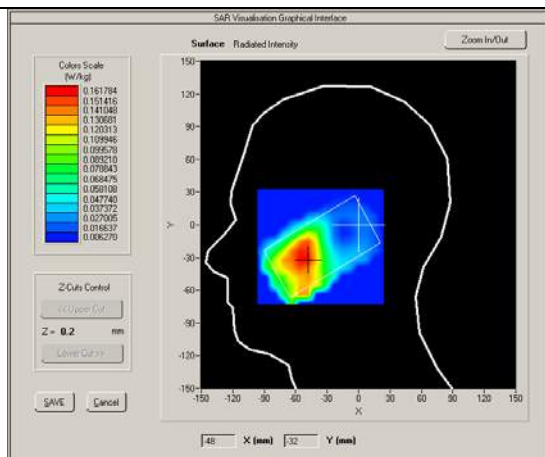 SAR Visualisation Graphical Interface
Surface Radiated Intensity
Zoom In/Out
Colors Scale
(W/kg)
0.161784
0.151416
0.141048
0.130681
0.120313
0.109946
0.099578
0.089210
0.078843
0.068475
0.058108
0.047740
0.037372
0.027005
0.016637
0.006270
Z-Cuts Control
<< Upper Cut
Z = 0.2 mm
Lower Cut >>
SAVE Cancel
150
120
90
60
30
0
-30
-60
-90
-120
-150
Y
-150 -120 -90 -60 -30 0 30 60 90 120 150
X
-48 X (mm) -32 Y (mm)